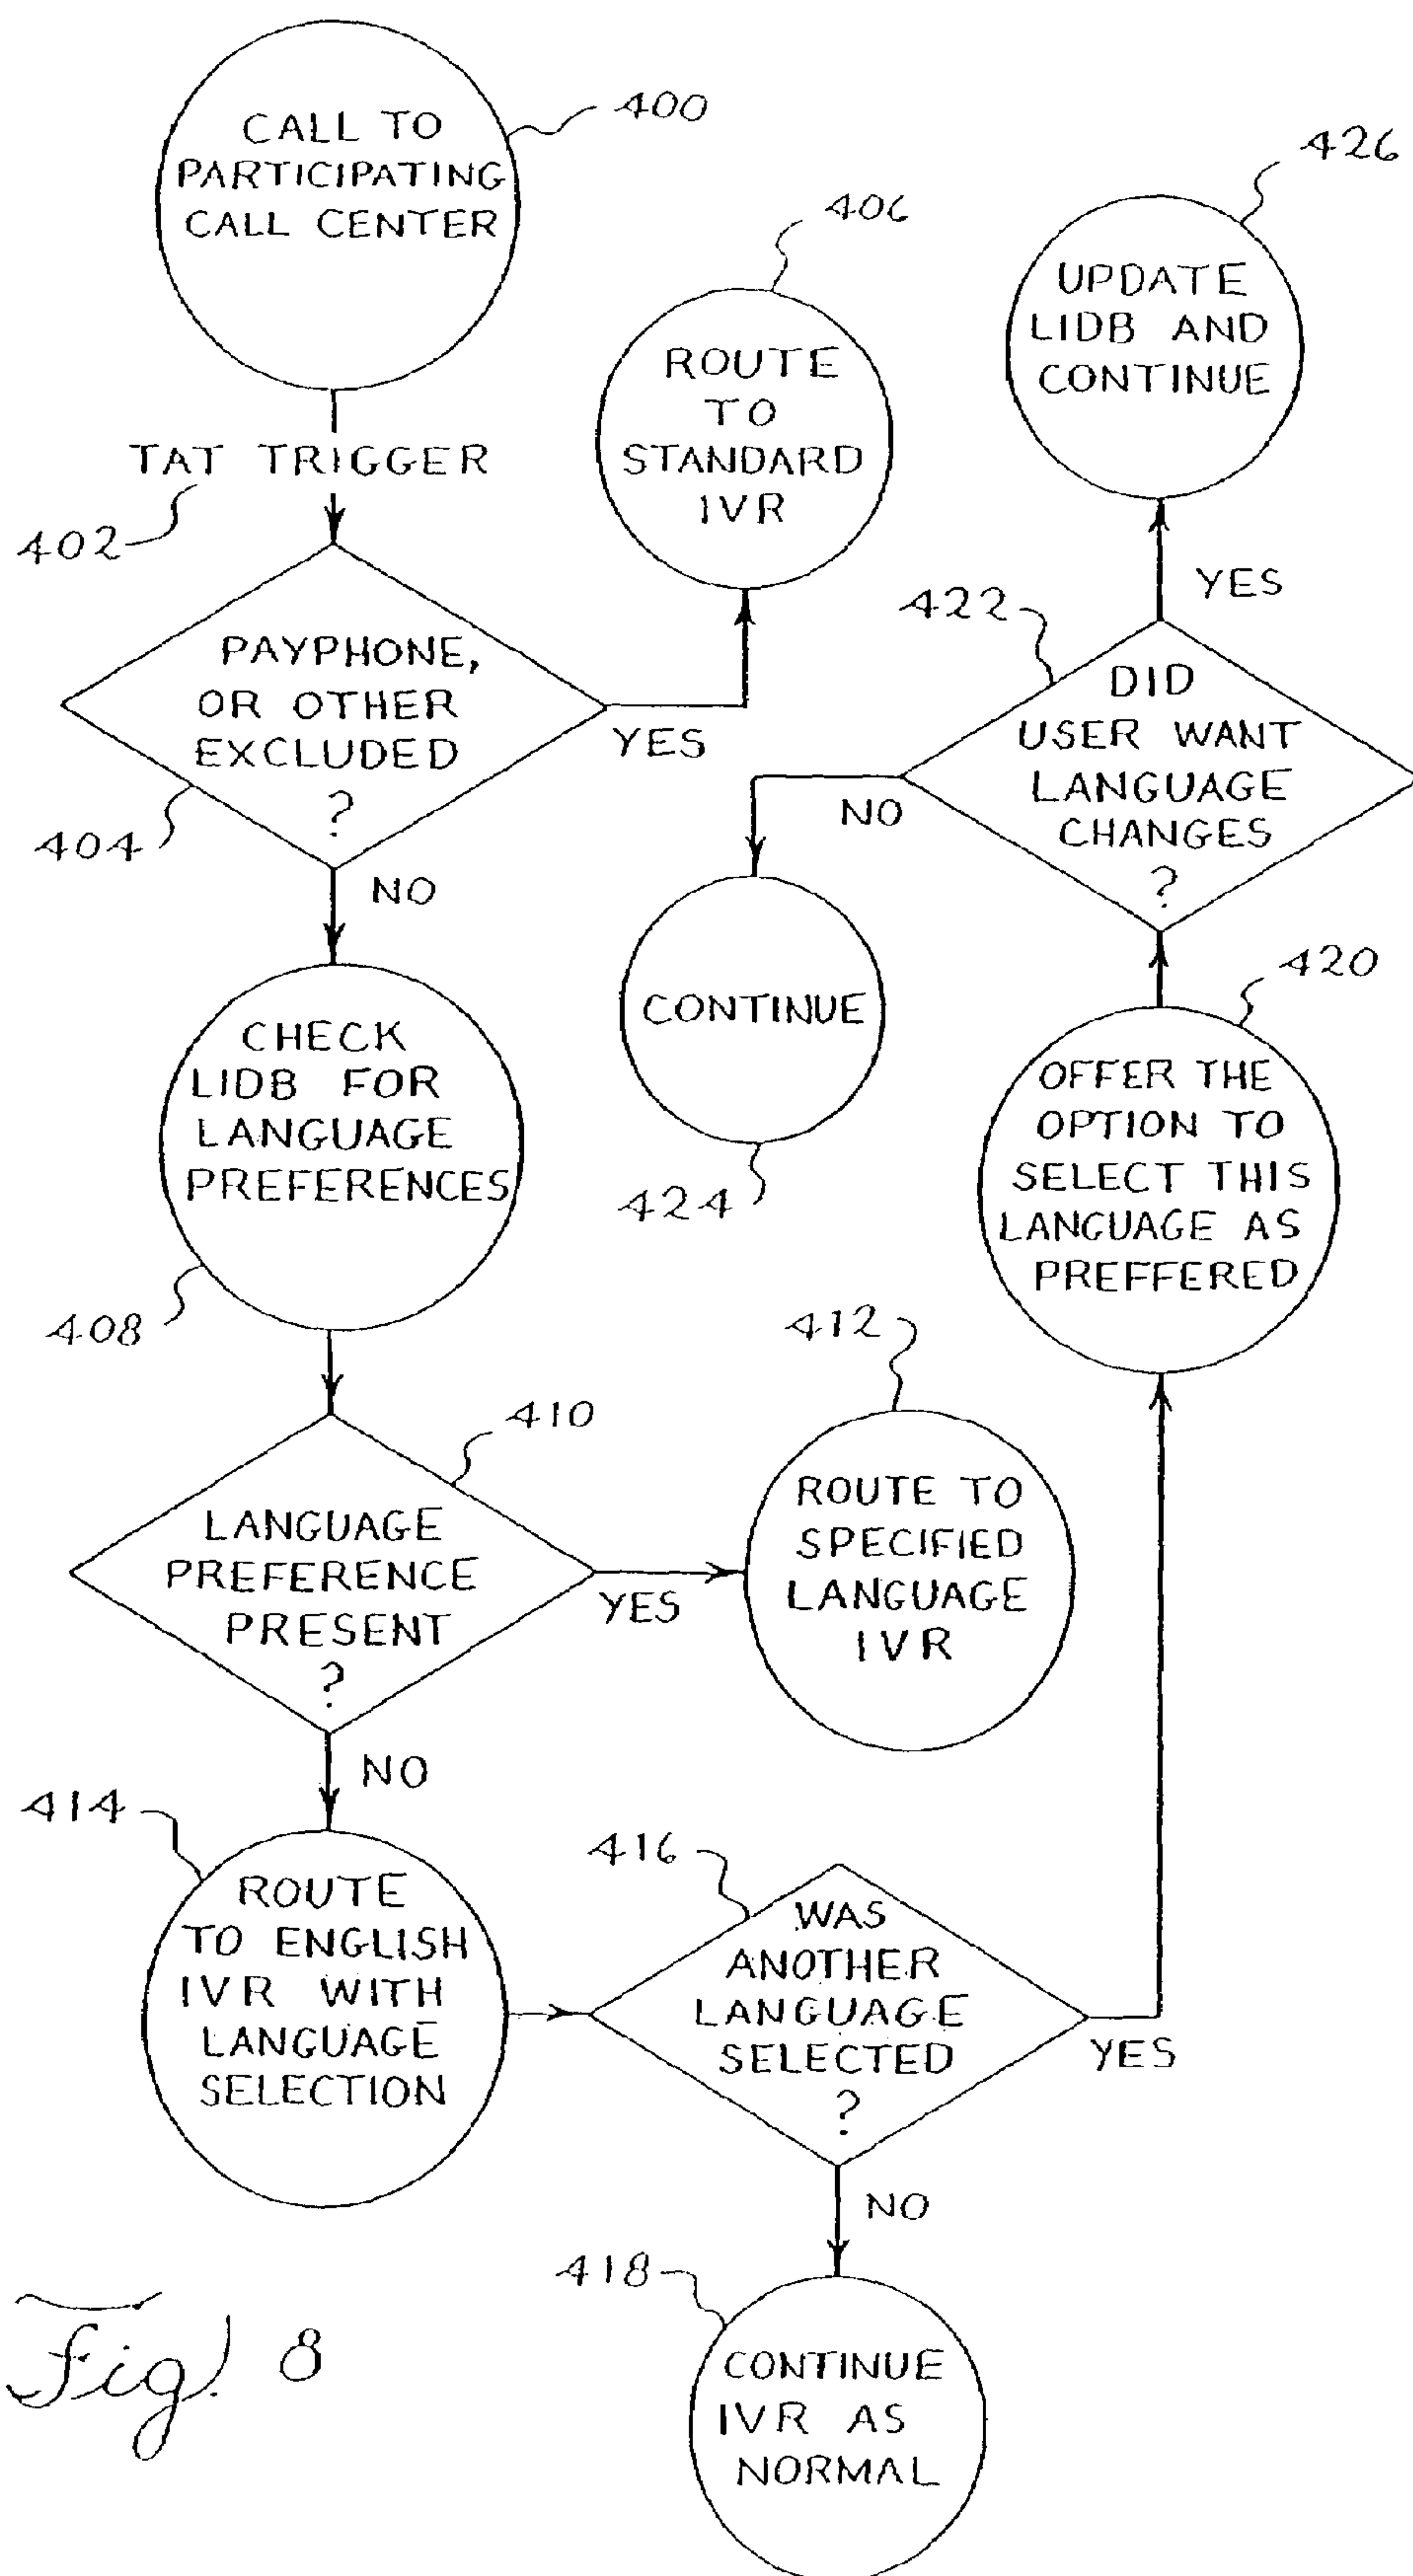 CALL TO
PARTICIPATING
CALL CENTER
400
TAT TRIGGER
402
PAYPHONE,
OR OTHER
EXCLUDED
?
404
YES
NO
406
ROUTE
TO
STANDARD
IVR
CHECK
LIDB FOR
LANGUAGE
PREFERENCES
408
LANGUAGE
PREFERENCE
PRESENT
?
410
YES
NO
412
ROUTE TO
SPECIFIED
LANGUAGE
IVR
414
ROUTE
TO ENGLISH
IVR WITH
LANGUAGE
SELECTION
416
WAS
ANOTHER
LANGUAGE
SELECTED
?
YES
NO
418
CONTINUE
IVR AS
NORMAL
420
OFFER THE
OPTION TO
SELECT THIS
LANGUAGE AS
PREFFERED
422
DID
USER WANT
LANGUAGE
CHANGES
?
NO
YES
CONTINUE
424
426
UPDATE
LIDB AND
CONTINUE
Fig. 8